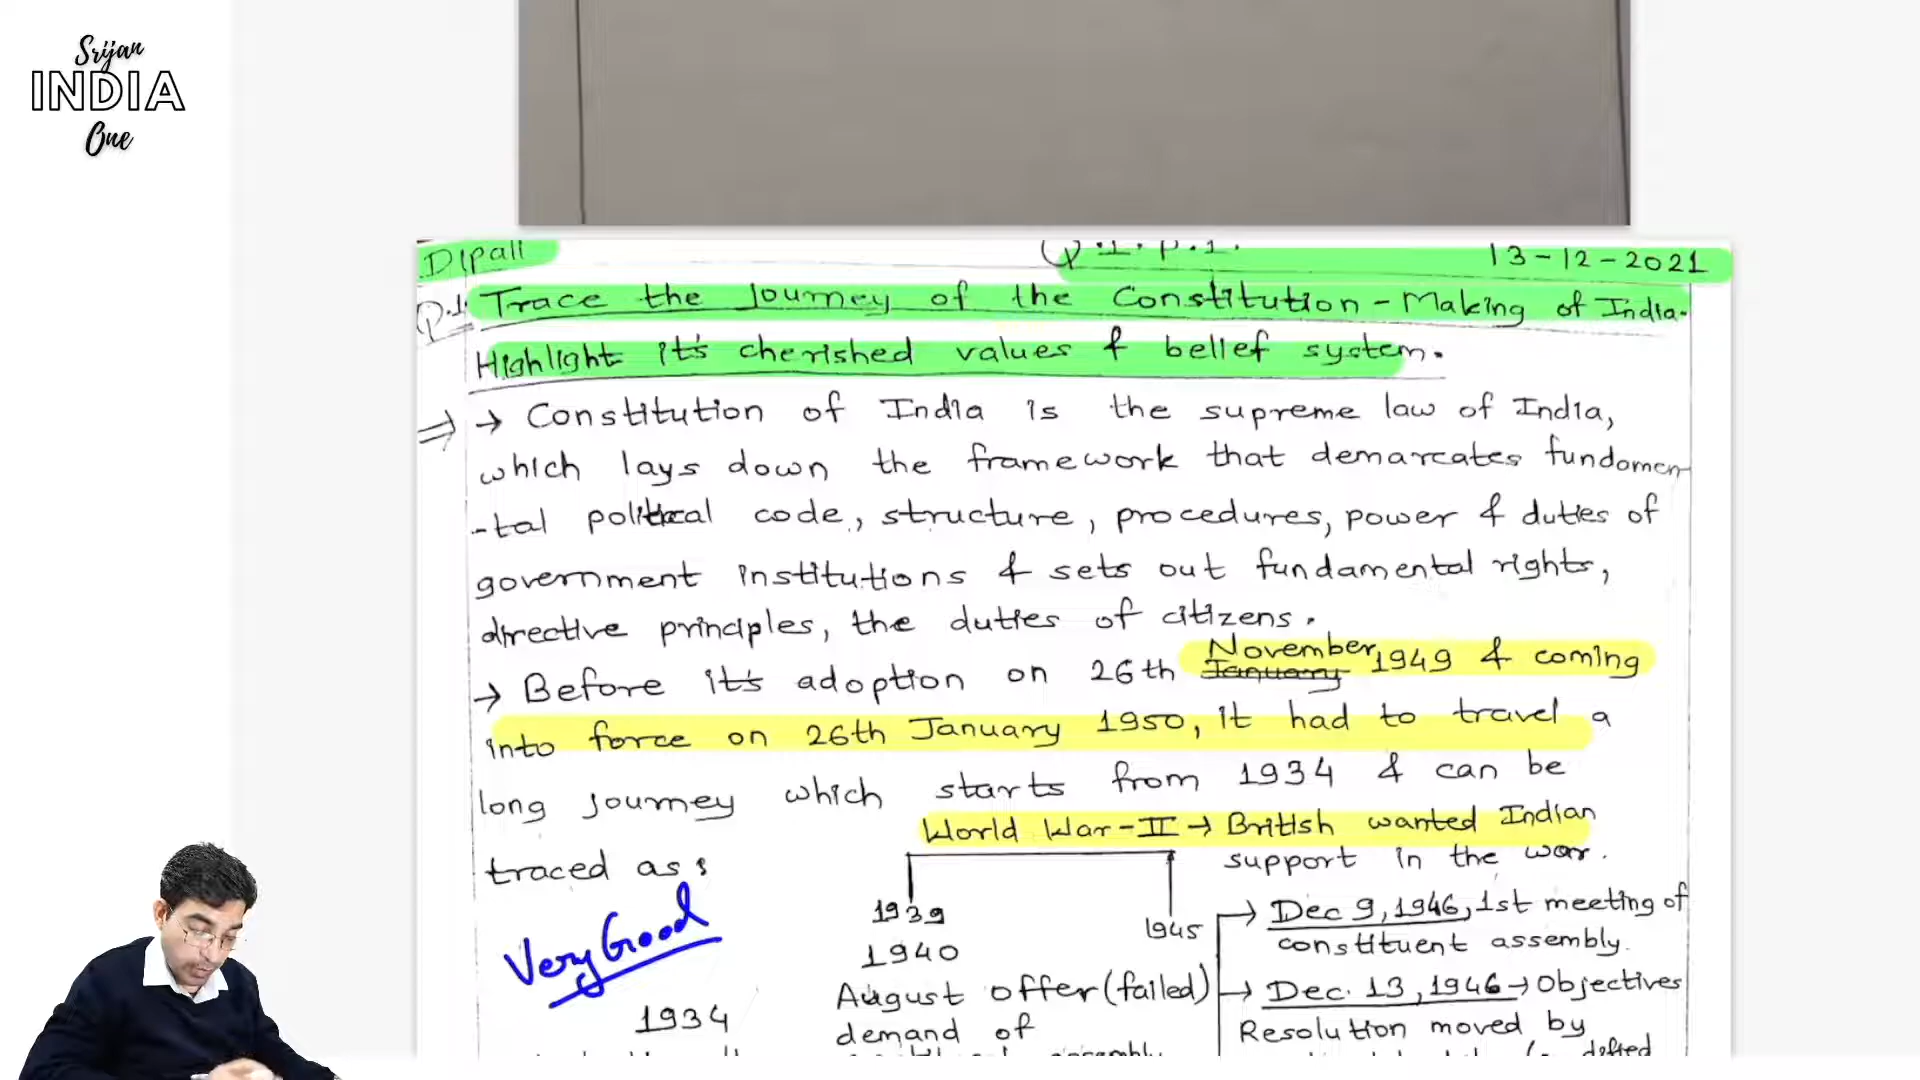 Srijan
INDIA
One
Dipali
Q.1. P.1.
13-12-2021
Q.1 Trace the Journey of the Constitution-Making of India.
Highlight it's cherished values & belief system.
⇒ → Constitution of India is the supreme law of India,
which lays down the framework that demarcates fundamen
-tal political code, structure, procedures, power & duties of
government institutions & sets out fundamental rights,
directive principles, the duties of citizens.
→ Before it's adoption on 26th January November 1949 & coming
into force on 26th January 1950, it had to travel a
long journey which starts from 1934 & can be
traced as:
World War-II → British wanted Indian
support in the war.
1939
1945
1940
August offer (failed)
demand of
→ Dec 9, 1946, 1st meeting of
constituent assembly.
→ Dec. 13, 1946 → Objectives
Resolution moved by
Very Good
1934